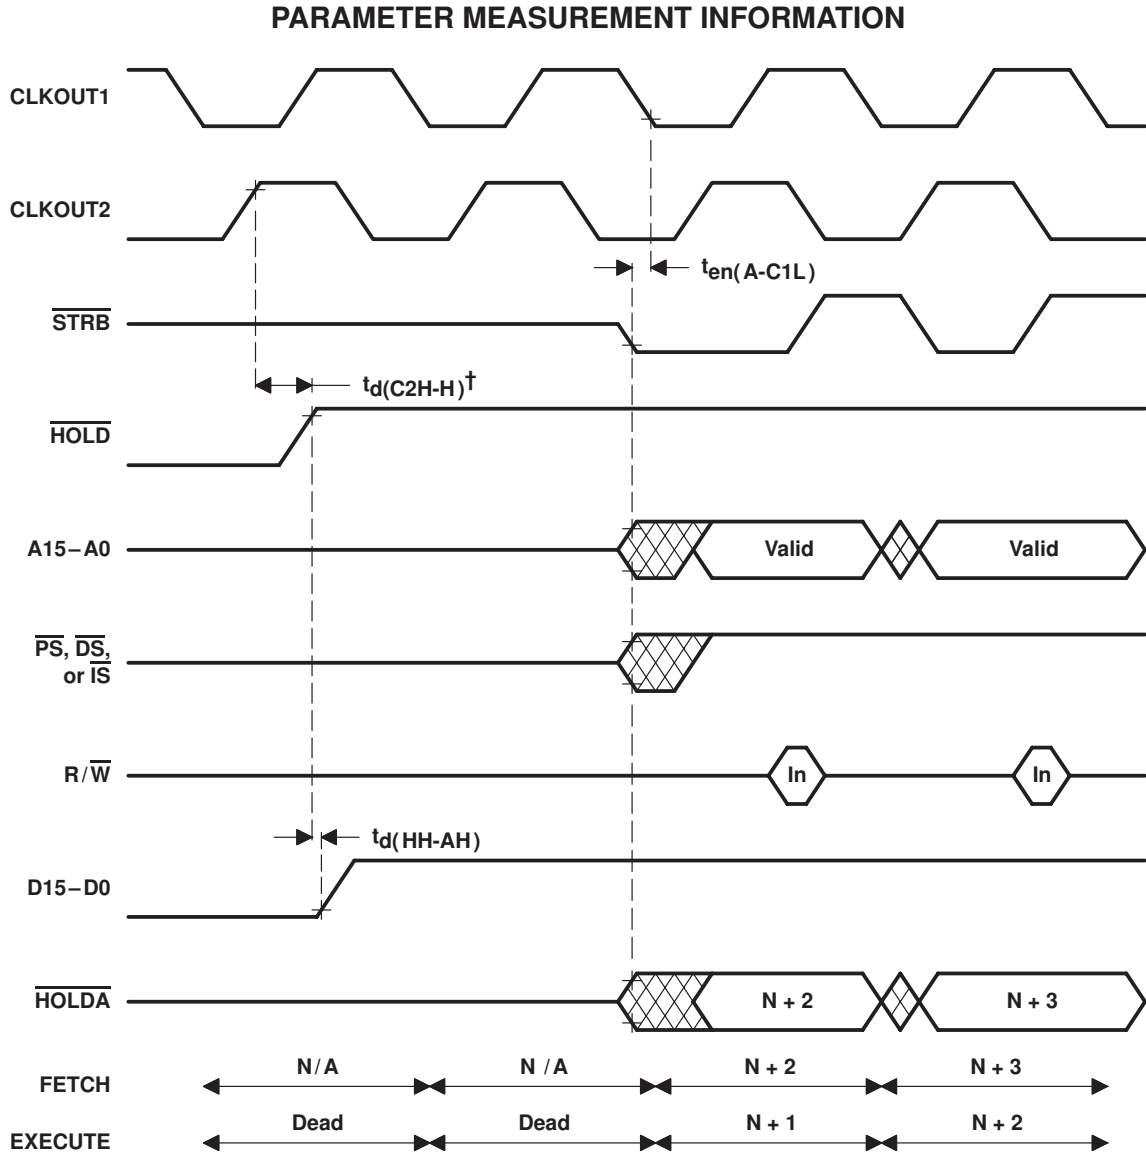 PARAMETER MEASUREMENT INFORMATION
CLKOUT1
CLKOUT2
ten(A-C1L)
STRB
td(C2H-H)†
HOLD
A15–A0 Valid Valid
PS, DS,
or IS
R/W In In
td(HH-AH)
D15–D0
HOLDA N + 2 N + 3
FETCH N/A N/A N + 2 N + 3
EXECUTE Dead Dead N + 1 N + 2